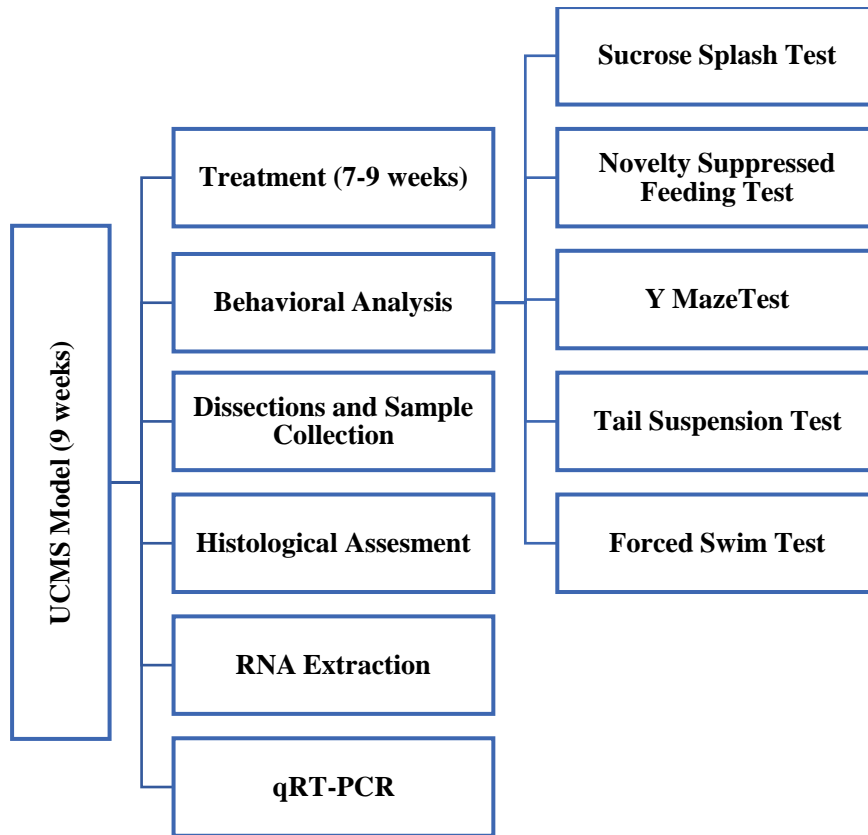 UCMS Model (9 weeks)
Treatment (7-9 weeks)
Behavioral Analysis
Dissections and Sample
Collection
Histological Assesment
RNA Extraction
qRT-PCR
Sucrose Splash Test
Novelty Suppressed
Feeding Test
Y MazeTest
Tail Suspension Test
Forced Swim Test